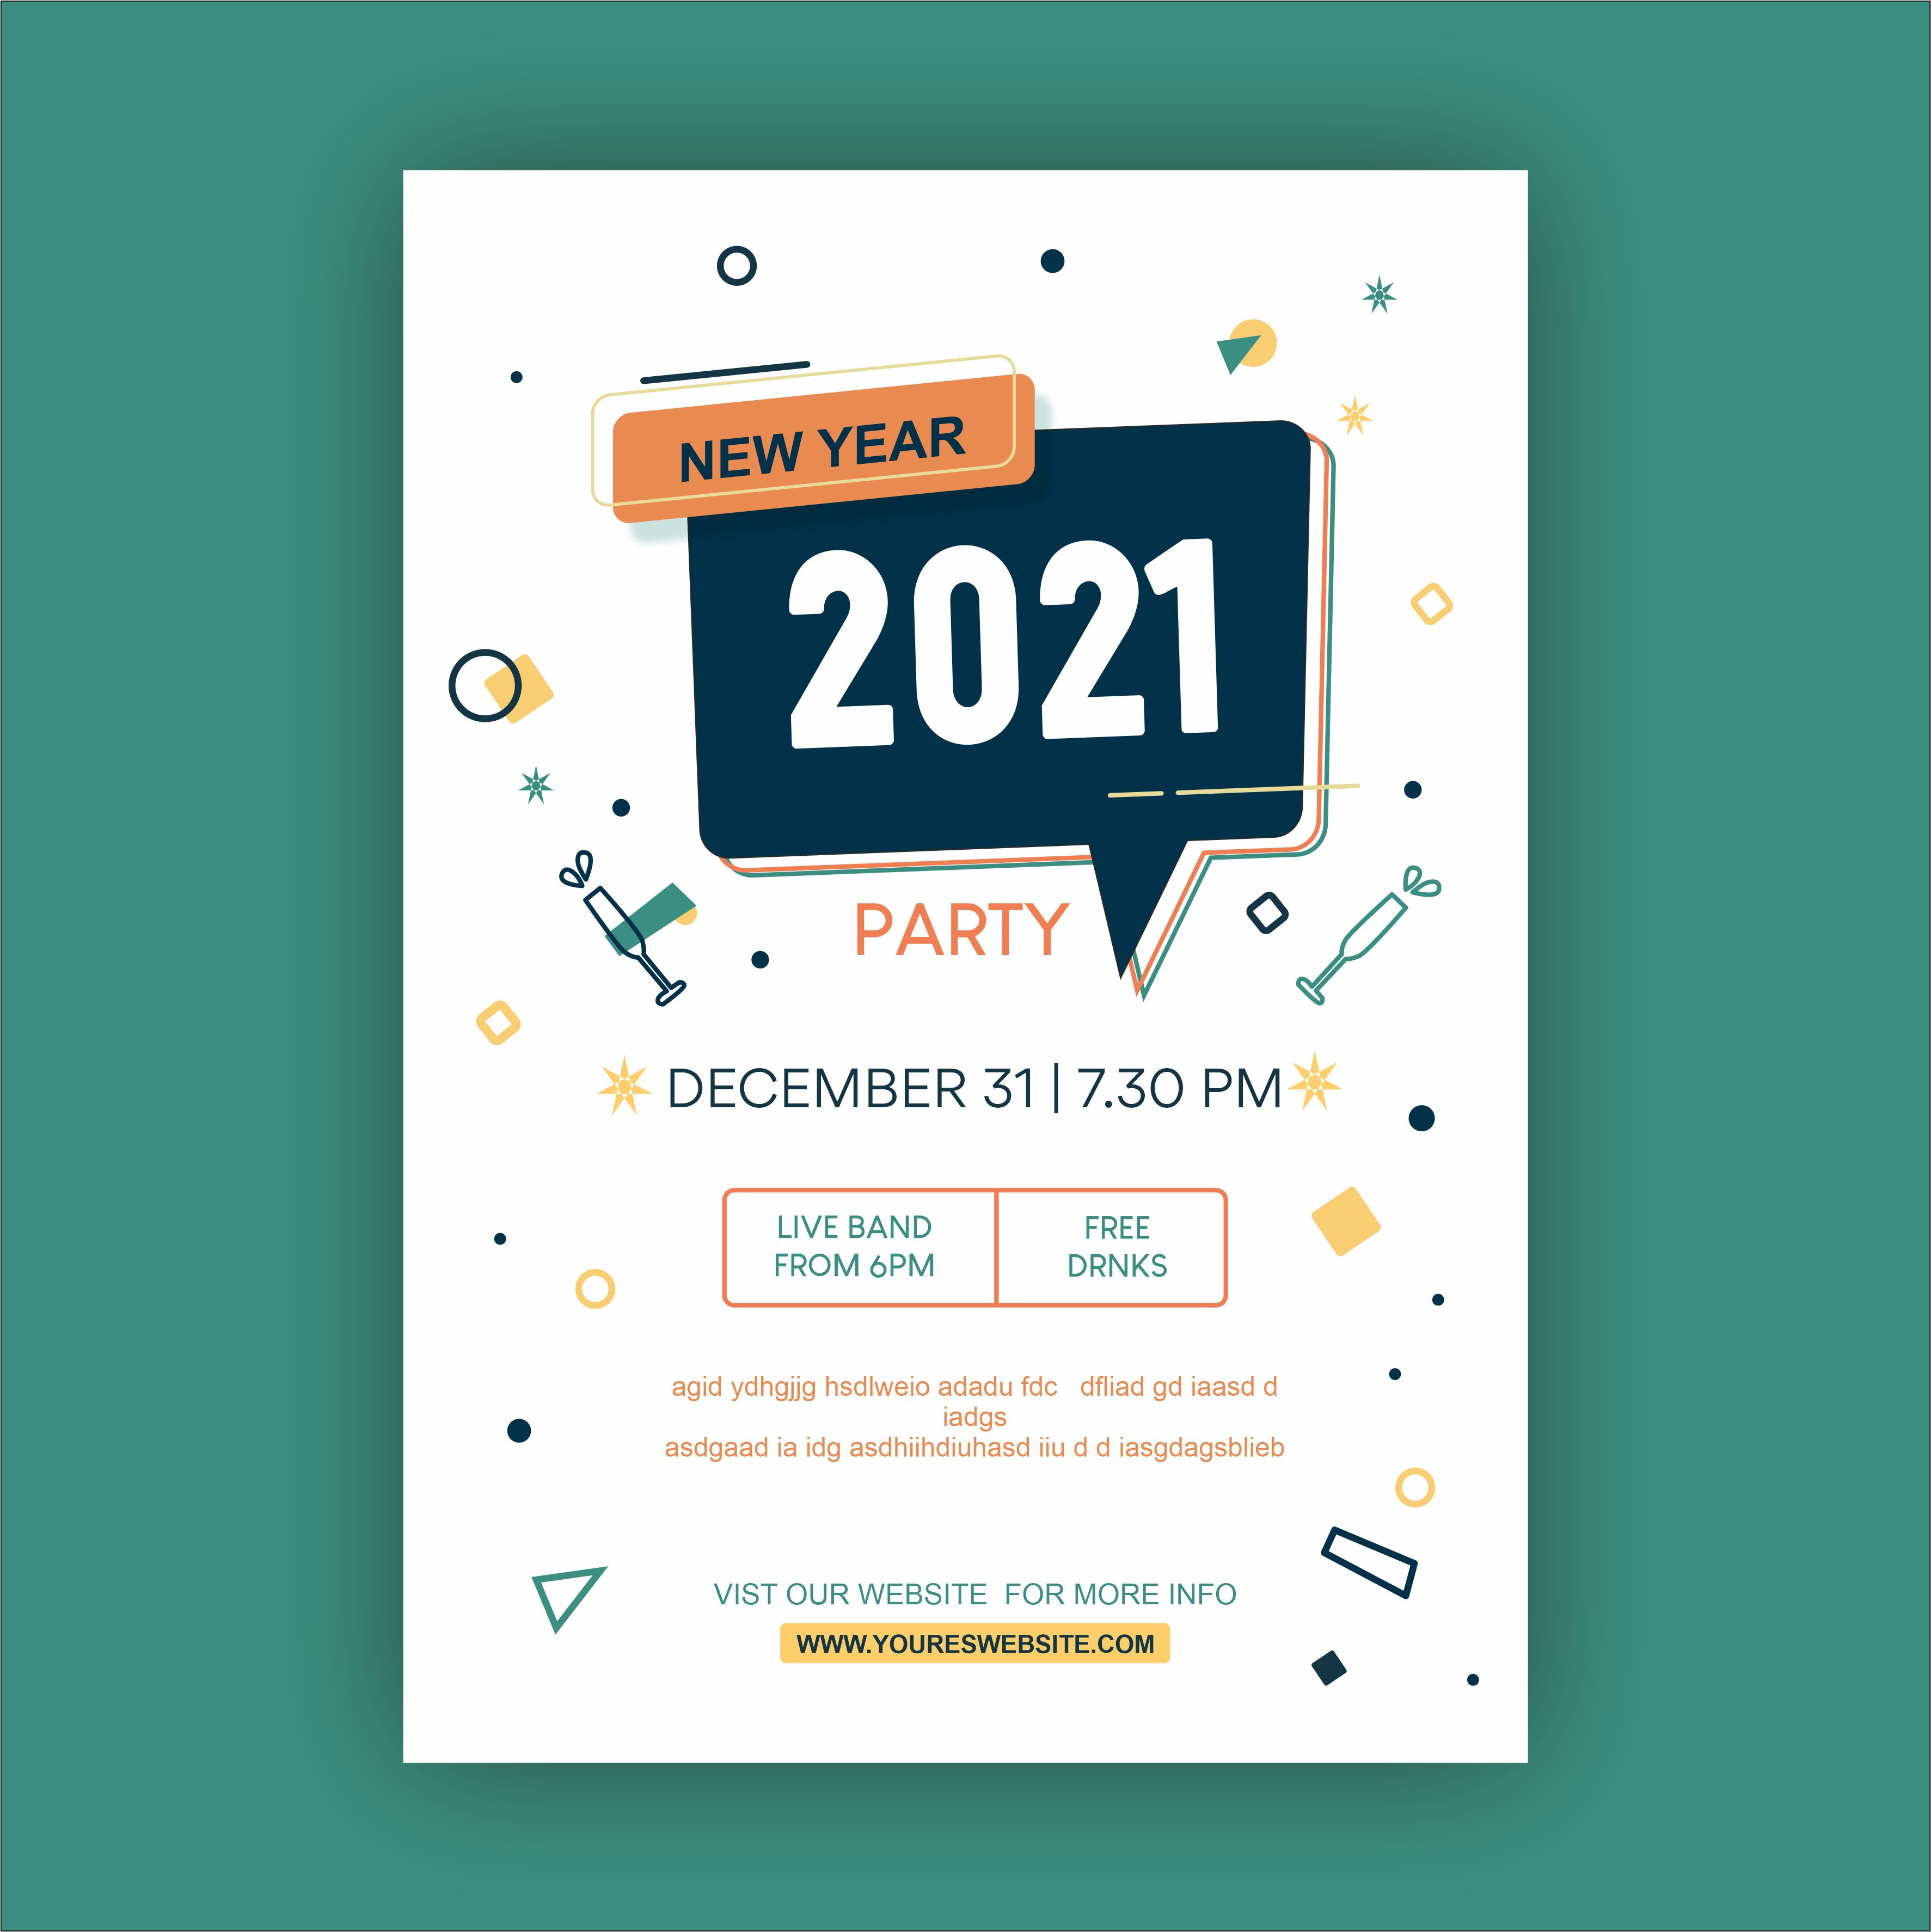 NEW YEAR
2021
PARTY
DECEMBER 31 | 7.30 PM
LIVE BAND
FROM 6PM
FREE
DRNKS
agid ydhgjjg hsdlweio adadu fdc   dfliad gd iaasd d
iadgs
asdgaad ia idg asdhiihdiuhasd iiu d d iasgdagsblieb
VIST OUR WEBSITE  FOR MORE INFO
WWW.YOURESWEBSITE.COM